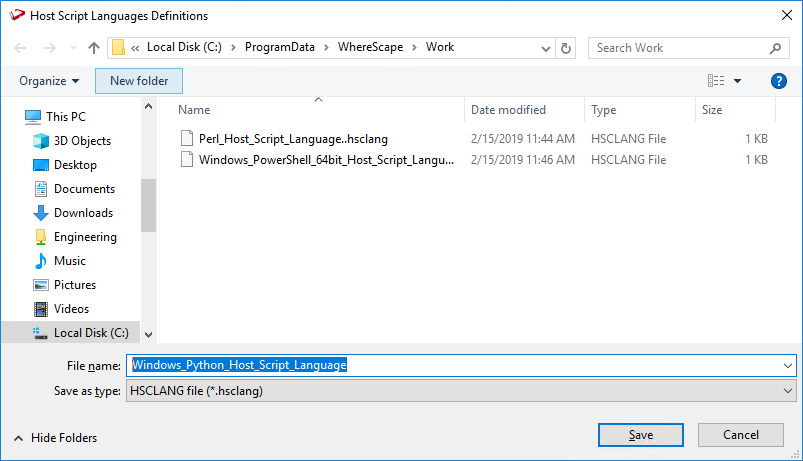 Host Script Languages Definitions
« Local Disk (C:) > ProgramData > WhereScape > Work
Search Work
Organize
New folder
?
Name Date modified Type Size
This PC
3D Objects
Desktop
Documents
Downloads
Engineering
Music
Pictures
Videos
Local Disk (C:)
Perl_Host_Script_Language..hsclang 2/15/2019 11:44 AM HSCLANG File 1 KB
Windows_PowerShell_64bit_Host_Script_Langu... 2/15/2019 11:46 AM HSCLANG File 1 KB
File name: Windows_Python_Host_Script_Language
Save as type: HSCLANG file (*.hsclang)
Hide Folders
Save
Cancel